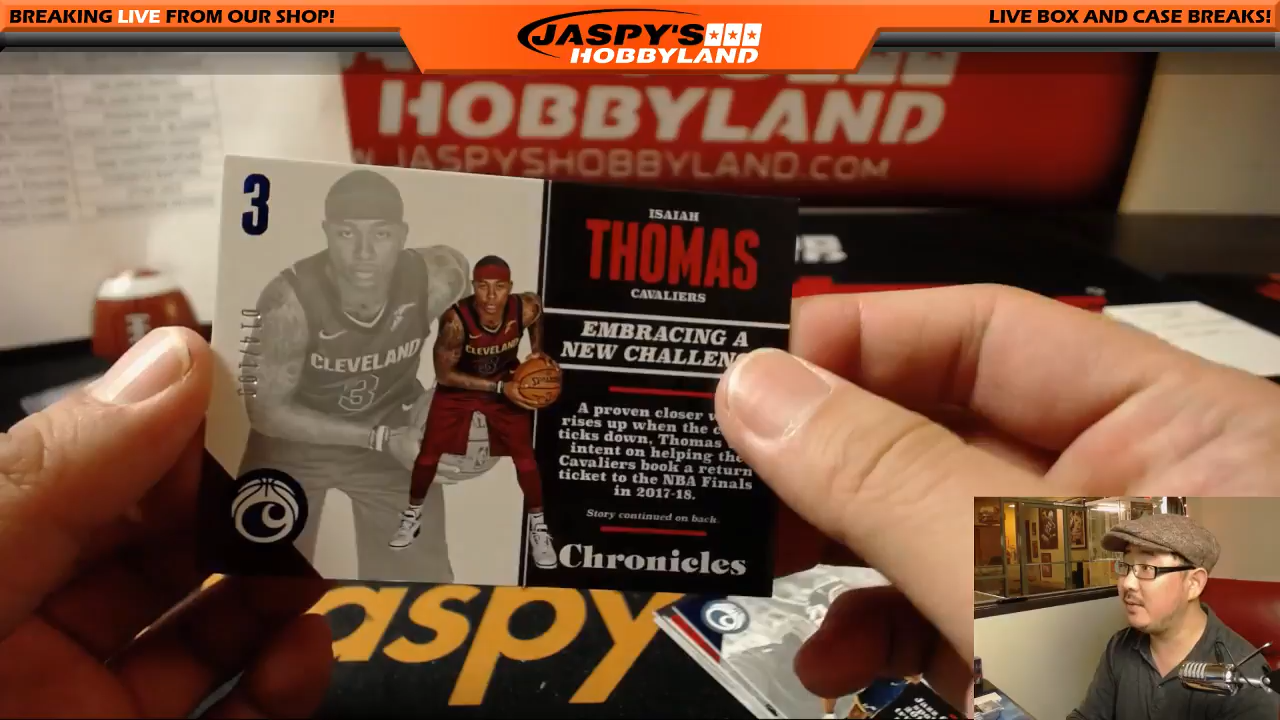 BREAKING LIVE FROM OUR SHOP!
JASPY'S
HOBBYLAND
LIVE BOX AND CASE BREAKS!
HOBBYLAND
JASPYSHOBBYLAND.COM
3
ISAIAH
THOMAS
CAVALIERS
EMBRACING A
NEW CHALLENG
CLEVELAND
3
CLEVELAND
A proven closer
rises up when the
ticks down, Thomas
intent on helping the
Cavaliers book a return
ticket to the NBA Finals
in 2017-18.
Story continued on back.
Chronicles
aspy